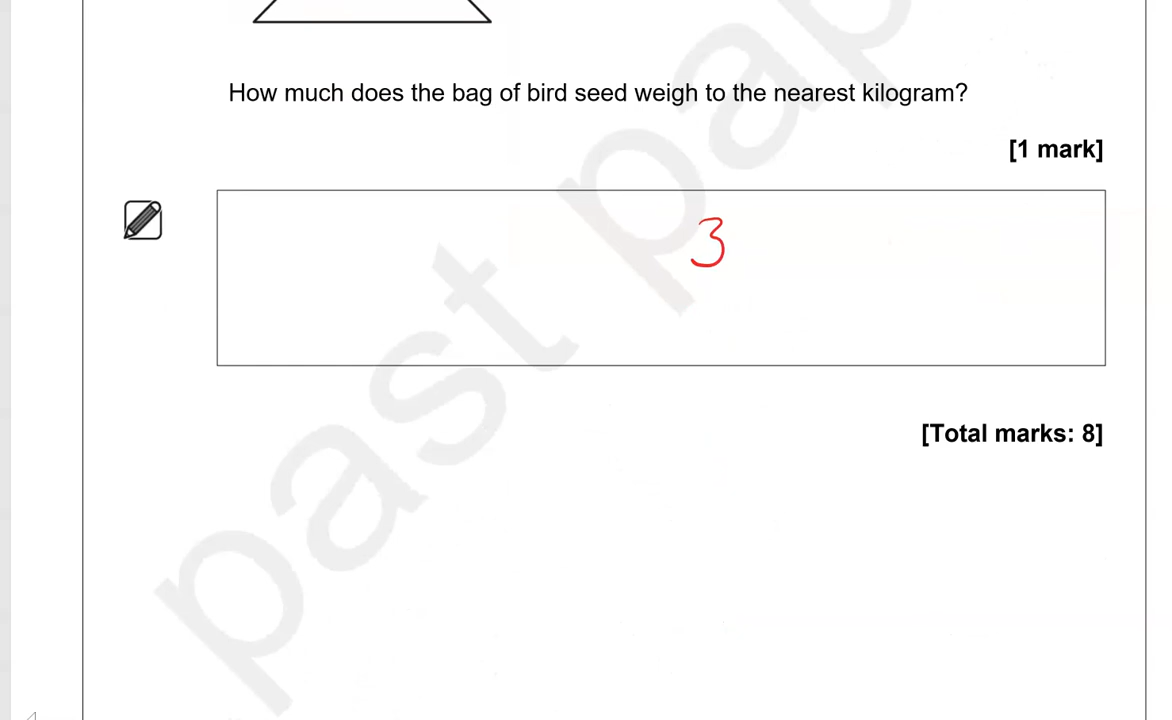 How much does the bag of bird seed weigh to the nearest kilogram?
[1 mark]
3
[Total marks: 8]
past pap